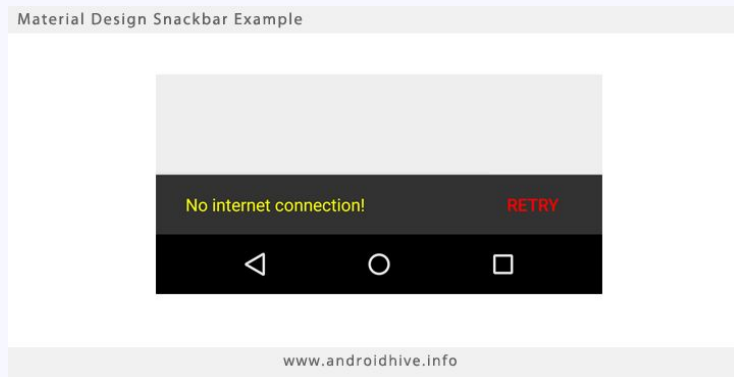 Material Design Snackbar Example
No internet connection!
RETRY
www.androidhive.info